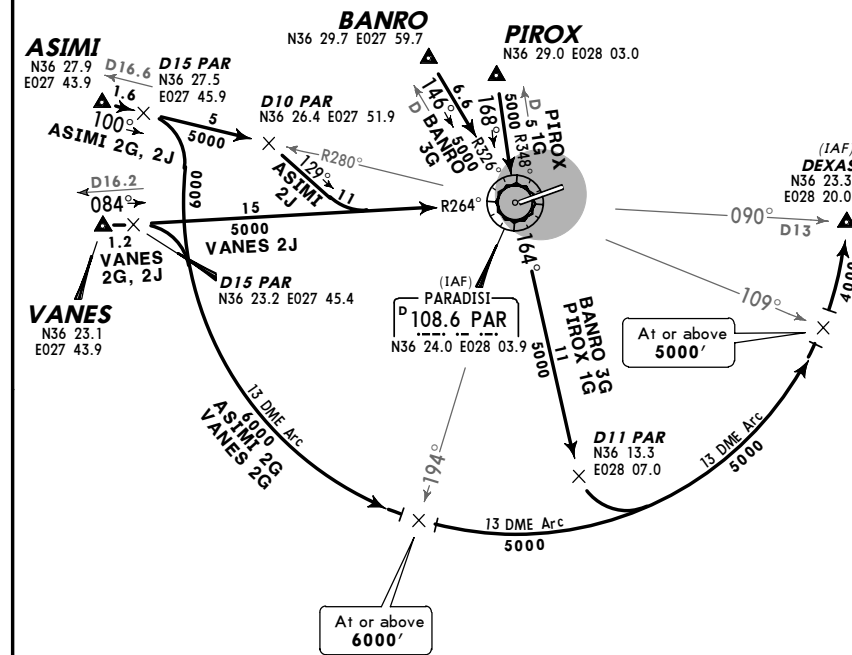 BANRO
N36 29.7 E027 59.7
PIROX
N36 29.0 E028 03.0
ASIMI
N36 27.9
E027 43.9
D16.6
D15 PAR
N36 27.5
E027 45.9
1.6
100°
ASIMI 2G, 2J
5
5000
D10 PAR
N36 26.4 E027 51.9
R280°
129°
11
ASIMI
2J
6000
146°
6.6
5000
R326°
D
BANRO
3G
168°
5000
R348°
D
5
PIROX
1G
(IAF)
DEXAS
N36 23.3
E028 20.0
D16.2
084°
1.2
VANES
2G, 2J
15
5000
VANES 2J
R264°
D15 PAR
N36 23.2 E027 45.4
VANES
N36 23.1
E027 43.9
(IAF)
PARADISI
D 108.6 PAR
N36 24.0 E028 03.9
164°
5000
11
BANRO 3G
PIROX 1G
090°
D13
109°
4000
At or above
5000'
D11 PAR
N36 13.3
E028 07.0
194°
13 DME Arc
6000
ASIMI 2G
VANES 2G
13 DME Arc
5000
13 DME Arc
5000
At or above
6000'